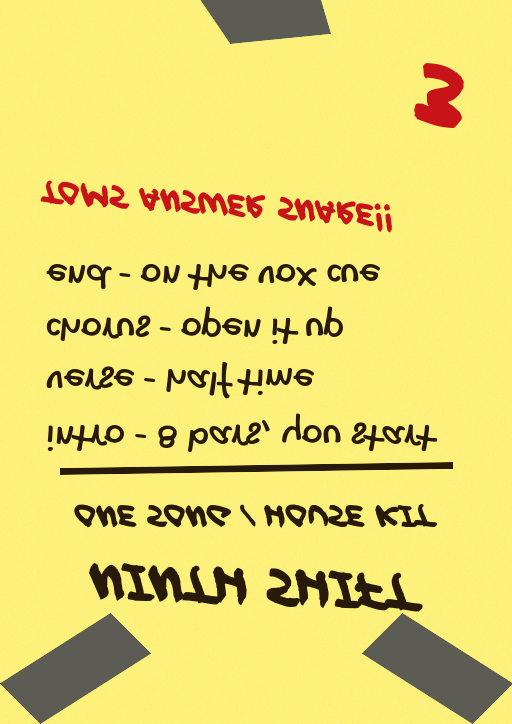 NINTH SHIFT
ONE SONG / HOUSE KIT
intro - 8 bars, you start
verse - half time
chorus - open it up
end - on the vox cue
TOMS ANSWER SNARE!!
3